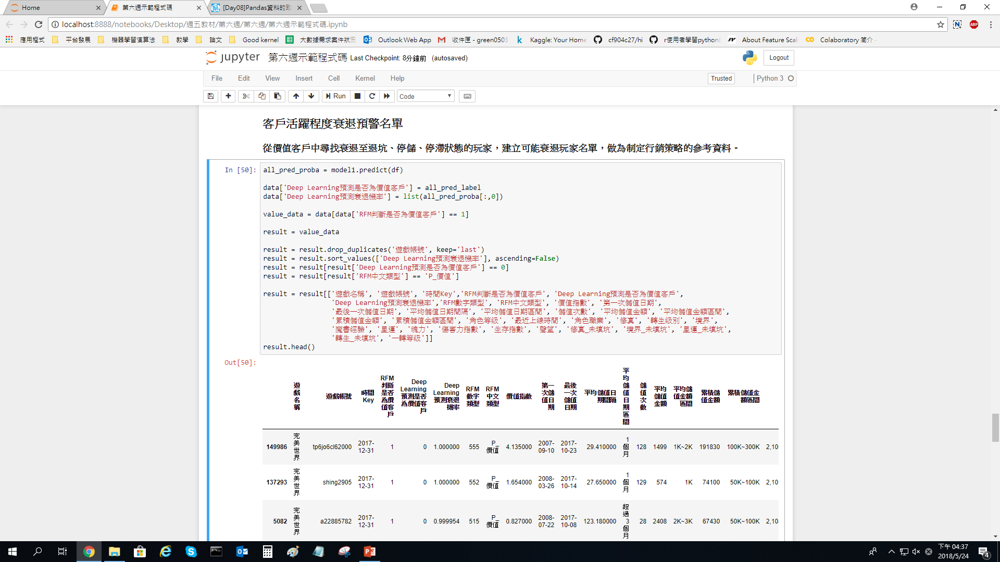 Home
第六週示範程式碼
[Day08]Pandas資料的取
localhost:8888/notebooks/Desktop/週五教材/第六週/第六週/第六週示範程式碼.ipynb
應用程式 平台發展 機器學習演算法 教學 論文 Good kernel 大數據需求案件狀況 Outlook Web App 收件匣 - green0503 Kaggle: Your Home cf904c27/hi r使用者學習python About Feature Scali Colaboratory 簡介 -
jupyter 第六週示範程式碼 Last Checkpoint: 8分鐘前 (autosaved)
Logout
File Edit View Insert Cell Kernel Help
Trusted
Python 3
Run
Code
客戶活躍程度衰退預警名單
從價值客戶中尋找衰退至退坑、停儲、停滯狀態的玩家，建立可能衰退玩家名單，做為制定行銷策略的參考資料。
In [50]:
all_pred_proba = model1.predict(df)
data['Deep Learning預測是否為價值客戶'] = all_pred_label
data['Deep Learning預測衰退機率'] = list(all_pred_proba[:,0])
value_data = data[data['RFM判斷是否為價值客戶'] == 1]
result = value_data
result = result.drop_duplicates('遊戲帳號', keep='last')
result = result.sort_values(['Deep Learning預測衰退機率'], ascending=False)
result = result[result['Deep Learning預測是否為價值客戶'] == 0]
result = result[result['RFM中文類型'] == 'P_價值']
result = result[['遊戲名稱', '遊戲帳號', '時間Key','RFM判斷是否為價值客戶', 'Deep Learning預測是否為價值客戶',
'Deep Learning預測衰退機率','RFM數字類型', 'RFM中文類型', '價值指數', '第一次儲值日期',
'最後一次儲值日期', '平均儲值日期間隔', '平均儲值日期區間', '儲值次數', '平均儲值金額', '平均儲值金額區間',
'累積儲值金額', '累積儲值金額區間', '角色等級', '最近上線時間', '角色職業', '修真', '轉生級別', '境界',
'魔書經驗', '星運', '魂力', '傷害力指數', '生存指數', '聲望', '修真_未填坑', '境界_未填坑', '星運_未填坑',
'轉生_未填坑', '一轉等級']]
result.head()
Out[50]:
遊戲名稱 遊戲帳號 時間Key RFM判斷是否為價值客戶 Deep Learning預測是否為價值客戶 Deep Learning預測衰退機率 RFM數字類型 RFM中文類型 價值指數 第一次儲值日期 最後一次儲值日期 平均儲值日期間隔 平均儲值日期區間 儲值次數 平均儲值金額 平均儲值金額區間 累積儲值金額 累積儲值金額區間
149986 完美世界 tp6jo6cl62000 2017-12-31 1 0 1.000000 555 P_價值 4.135000 2007-09-10 2017-10-23 29.410000 1個月 128 1499 1K~2K 191830 100K~300K 2,10
137293 完美世界 shing2905 2017-12-31 1 0 1.000000 552 P_價值 1.654000 2008-03-26 2017-10-14 27.650000 1個月 129 574 1K 74100 50K~100K 2,10
5082 完美世界 a22885782 2017-12-31 1 0 0.999954 515 P_價值 0.827000 2008-07-22 2017-10-08 123.180000 超過3個月 28 2408 2K~3K 67430 50K~100K 2,10
下午 04:37
2018/5/24
4